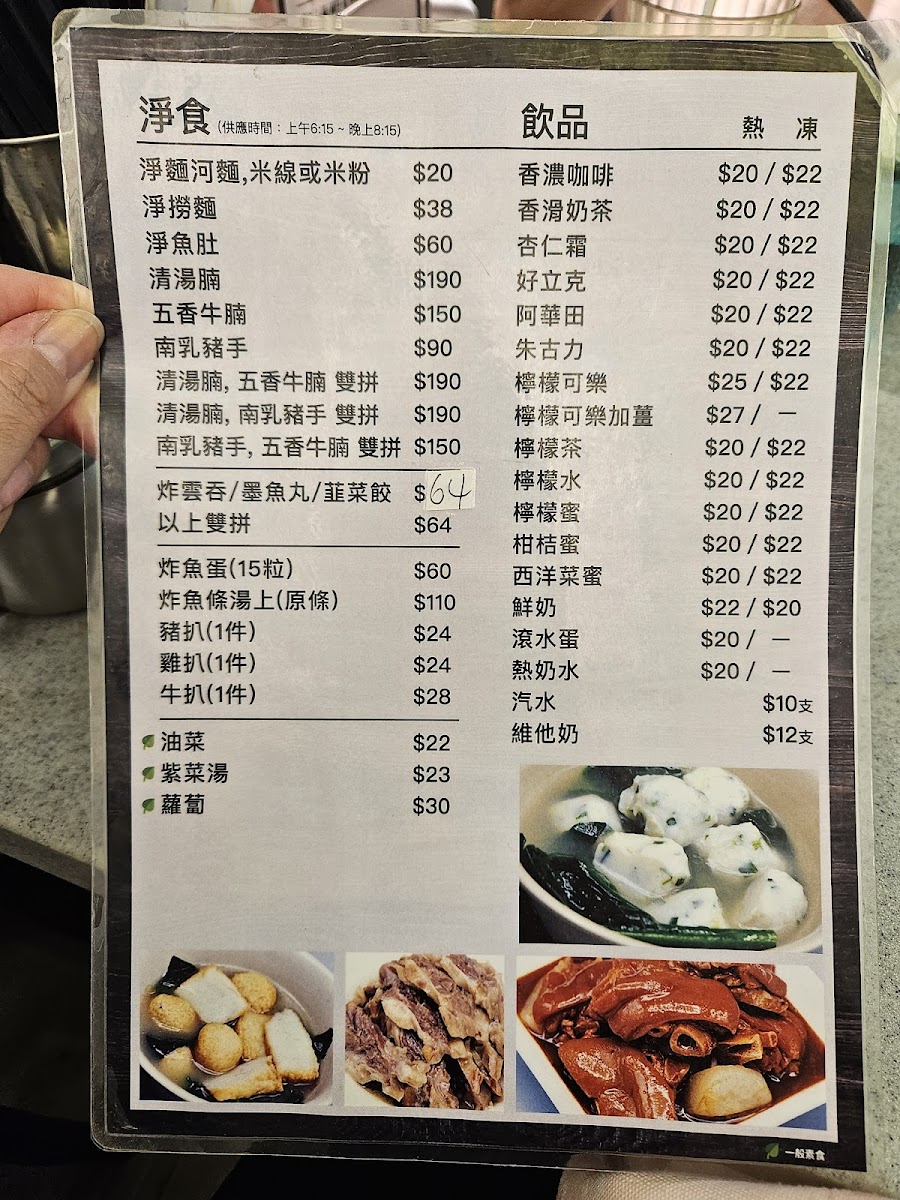 淨食 (供應時間：上午6:15 ~ 晚上8:15)
淨麵河麵,米線或米粉 $20
淨撈麵 $38
淨魚肚 $60
清湯腩 $190
五香牛腩 $150
南乳豬手 $90
清湯腩, 五香牛腩 雙拼 $190
清湯腩, 南乳豬手 雙拼 $190
南乳豬手, 五香牛腩 雙拼 $150
炸雲吞/墨魚丸/韮菜餃 $64
以上雙拼 $64
炸魚蛋(15粒) $60
炸魚條湯上(原條) $110
豬扒(1件) $24
雞扒(1件) $24
牛扒(1件) $28
油菜 $22
紫菜湯 $23
蘿蔔 $30
飲品 熱 凍
香濃咖啡 $20 / $22
香滑奶茶 $20 / $22
杏仁霜 $20 / $22
好立克 $20 / $22
阿華田 $20 / $22
朱古力 $20 / $22
檸檬可樂 $25 / $22
檸檬可樂加薑 $27 / —
檸檬茶 $20 / $22
檸檬水 $20 / $22
檸檬蜜 $20 / $22
柑桔蜜 $20 / $22
西洋菜蜜 $20 / $22
鮮奶 $22 / $20
滾水蛋 $20 / —
熱奶水 $20 / —
汽水 $10支
維他奶 $12支
一般素食